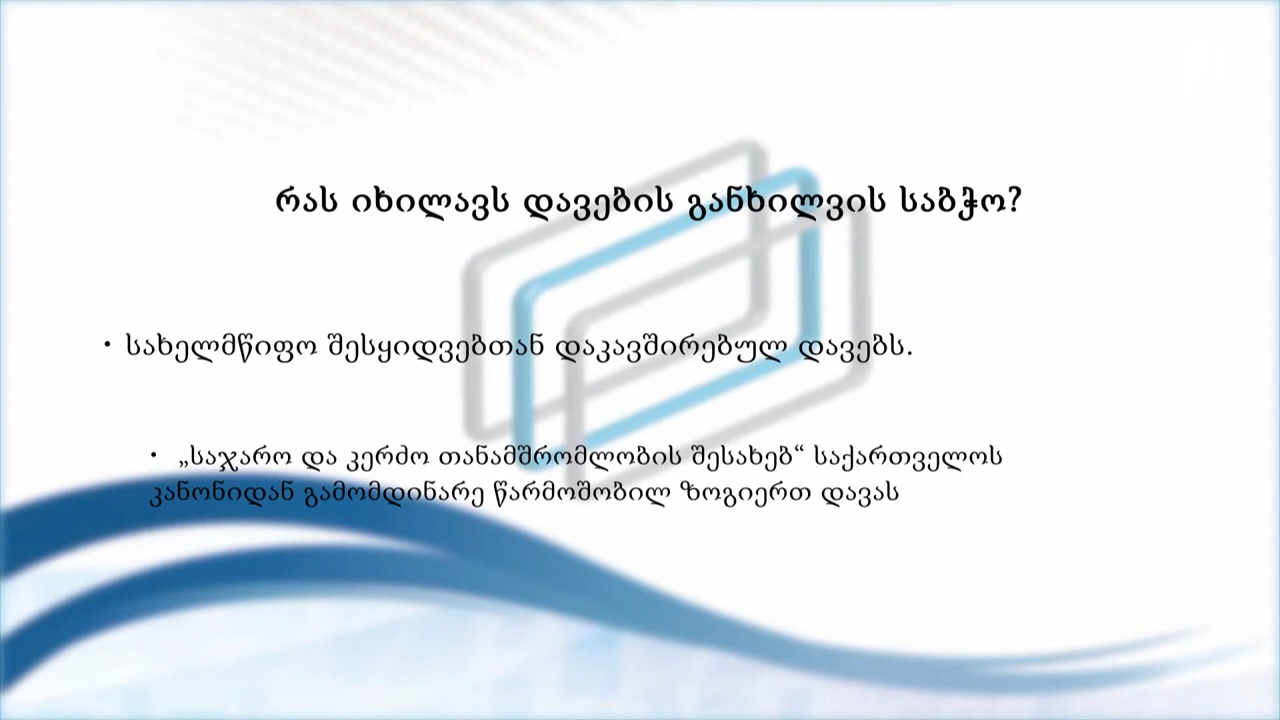 რას იხილავს დავების განხილვის საბჭო?
• სახელმწიფო შესყიდვებთან დაკავშირებულ დავებს.
• „საჯარო და კერძო თანამშრომლობის შესახებ“ საქართველოს
კანონიდან გამომდინარე წარმოშობილ ზოგიერთ დავას